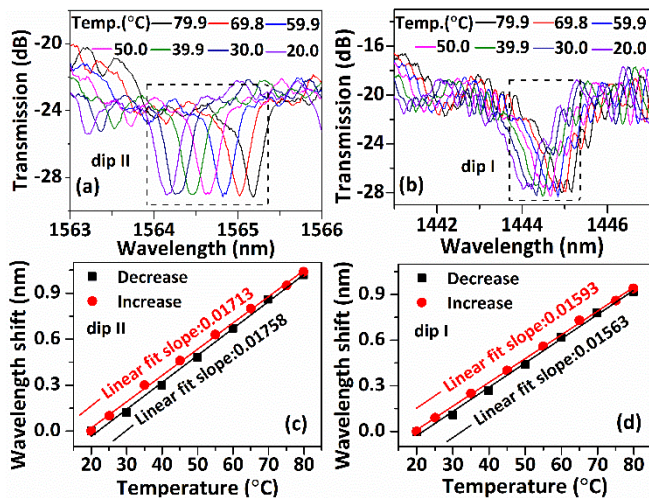 Temp.(°C) 79.9 69.8 59.9
50.0 39.9 30.0 20.0
-20
-24
-28
Transmission (dB)
dip II
(a)
1563 1564 1565 1566
Wavelength (nm)
Temp.(°C) 79.9 69.8 59.9
50.0 39.9 30.0 20.0
-16
-20
-24
-28
Transmission (dB)
dip I
(b)
1442 1444 1446
Wavelength (nm)
Decrease
Increase
dip II
Linear fit slope:0.01713
Linear fit slope:0.01758
(c)
0.9
0.6
0.3
0.0
Wavelength shift (nm)
20 30 40 50 60 70 80
Temperature (°C)
Decrease
Increase
dip I
Linear fit slope:0.01593
Linear fit slope:0.01563
(d)
0.9
0.6
0.3
0.0
Wavelength shift (nm)
20 30 40 50 60 70 80
Temperature (°C)